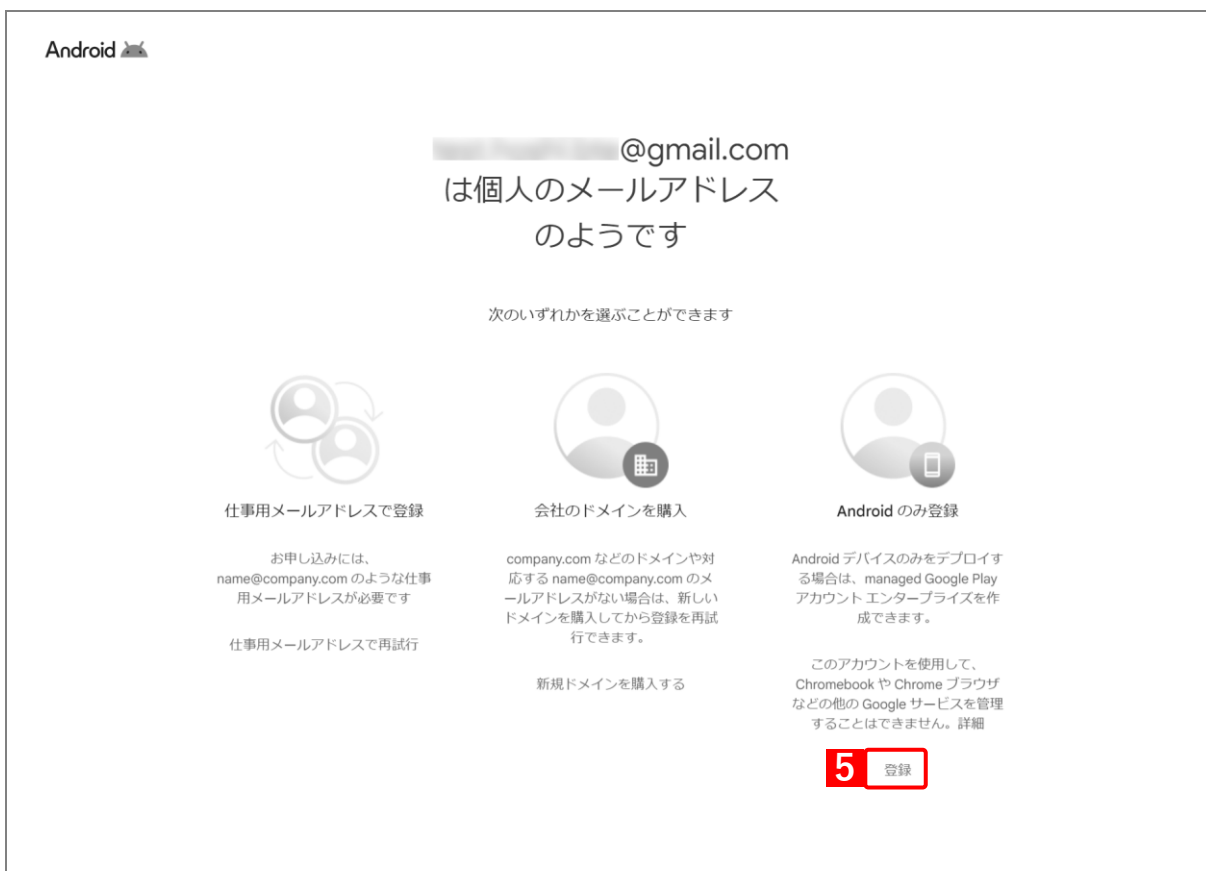 Android
@gmail.com
は個人のメールアドレス
のようです
次のいずれかを選ぶことができます
仕事用メールアドレスで登録
お申し込みには、
name@company.com のような仕事
用メールアドレスが必要です
仕事用メールアドレスで再試行
会社のドメインを購入
company.com などのドメインや対
応する name@company.com のメ
ールアドレスがない場合は、新しい
ドメインを購入してから登録を再試
行できます。
新規ドメインを購入する
Android のみ登録
Android デバイスのみをデプロイす
る場合は、managed Google Play
アカウント エンタープライズを作
成できます。
このアカウントを使用して、
Chromebook や Chrome ブラウザ
などの他の Google サービスを管理
することはできません。詳細
5 登録